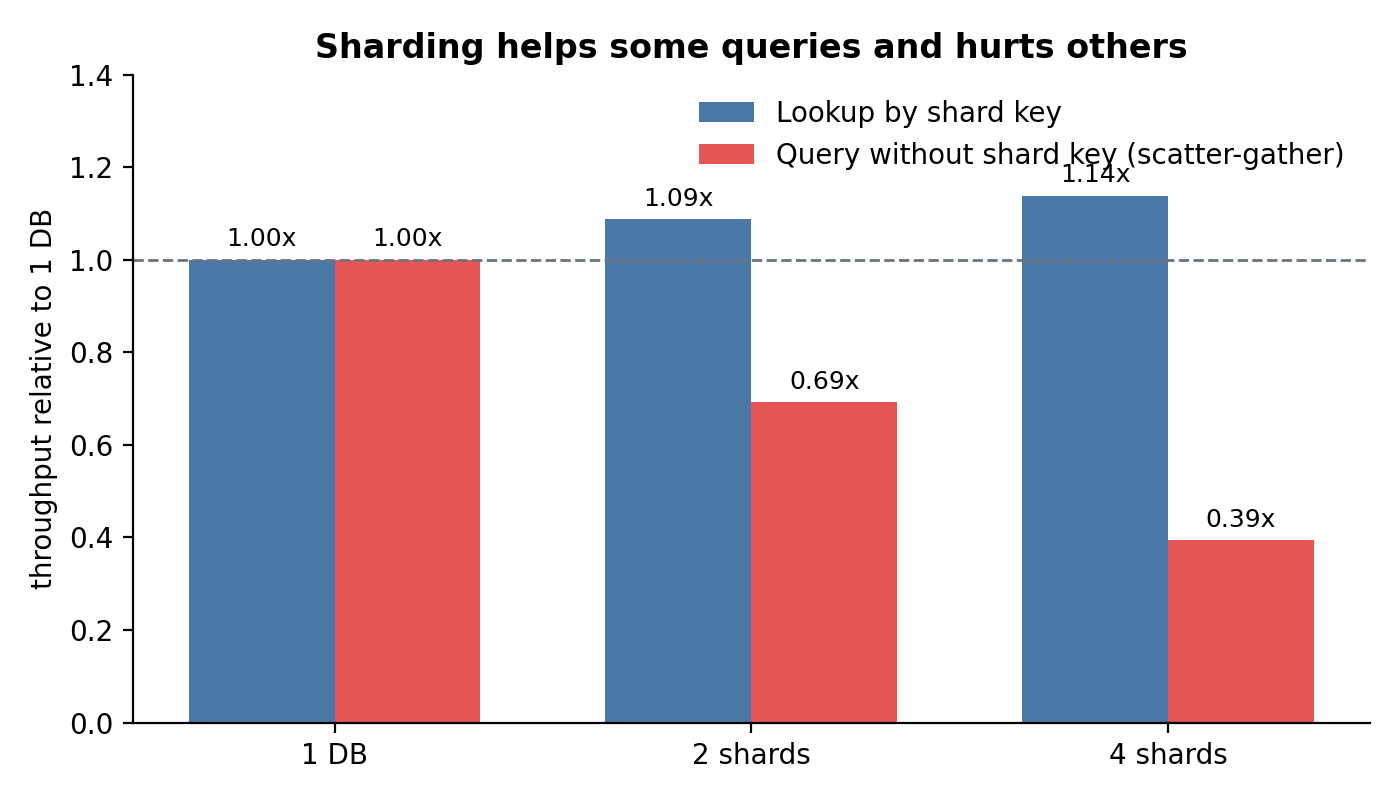 Sharding helps some queries and hurts others
Lookup by shard key
Query without shard key (scatter-gather)
throughput relative to 1 DB
1.4
1.2
1.0
0.8
0.6
0.4
0.2
0.0
1.00x
1.00x
1.09x
0.69x
1.14x
0.39x
1 DB
2 shards
4 shards